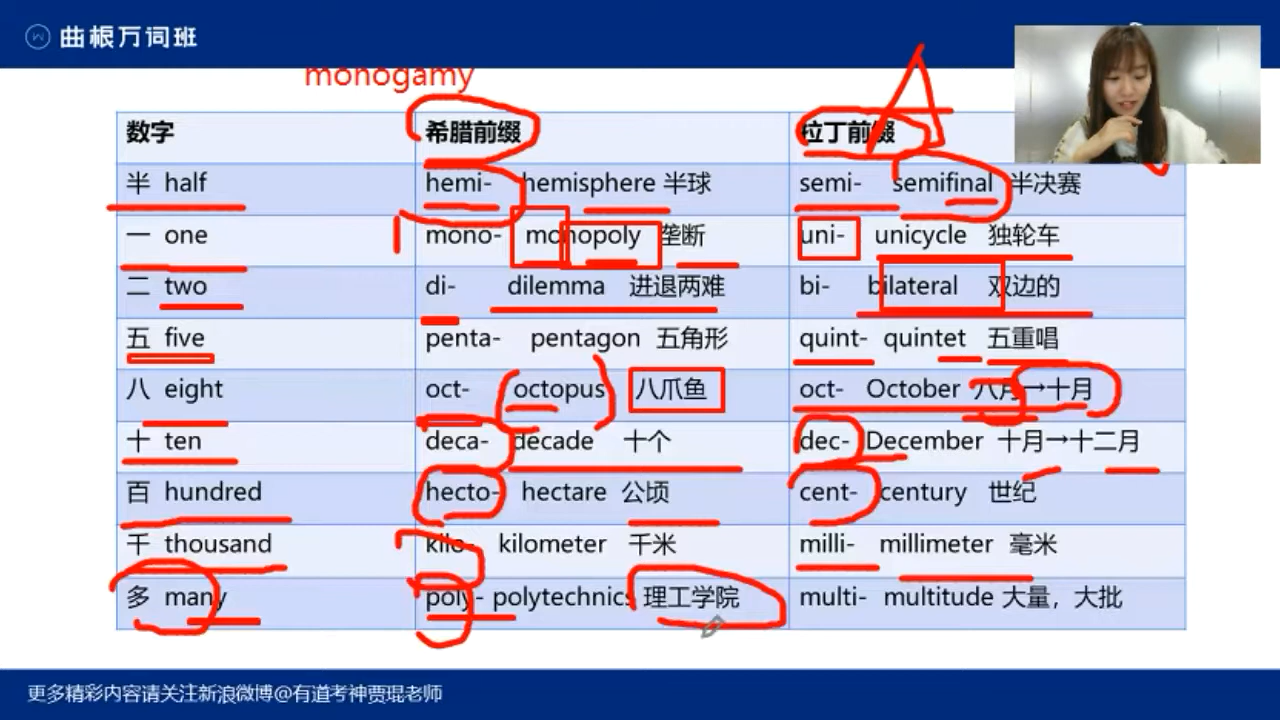 曲根万词班
monogamy
数字 希腊前缀 拉丁前缀
半 half hemi- hemisphere 半球 semi- semifinal 半决赛
一 one mono- monopoly 垄断 uni- unicycle 独轮车
二 two di- dilemma 进退两难 bi- bilateral 双边的
五 five penta- pentagon 五角形 quint- quintet 五重唱
八 eight oct- octopus 八爪鱼 oct- October 八月→十月
十 ten deca- decade 十个 dec- December 十月→十二月
百 hundred hecto- hectare 公顷 cent- century 世纪
千 thousand kilo- kilometer 千米 milli- millimeter 毫米
多 many poly- polytechnics 理工学院 multi- multitude 大量，大批
更多精彩内容请关注新浪微博@有道考神贾琨老师